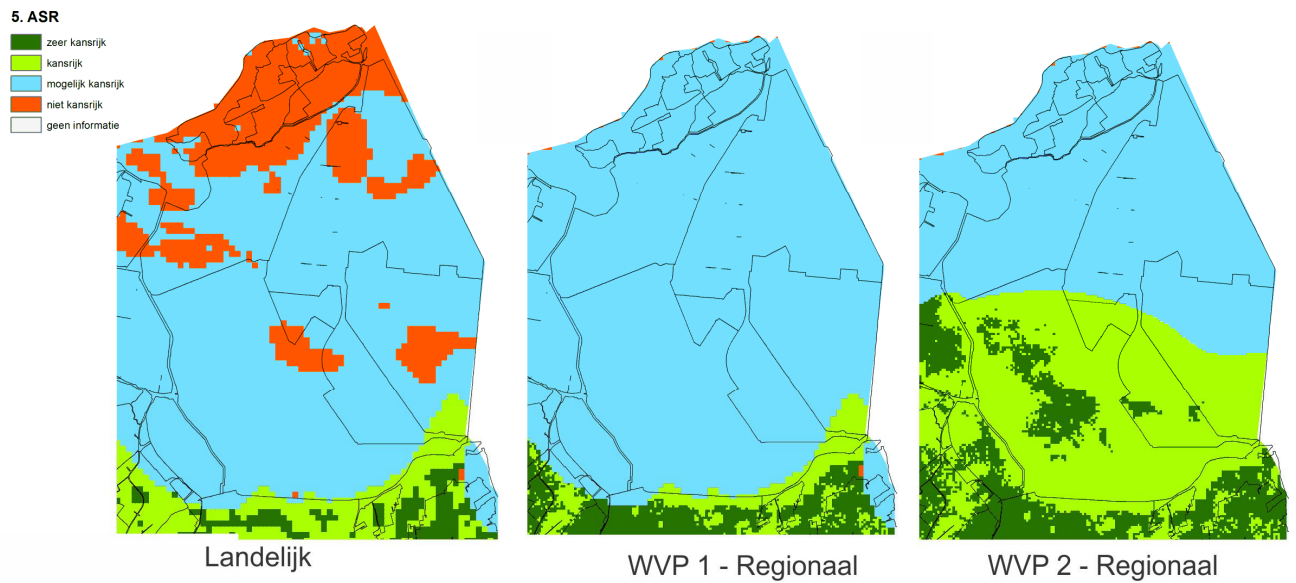 5. ASR
zeer kansrijk
kansrijk
mogelijk kansrijk
niet kansrijk
geen informatie
Landelijk
WVP 1 - Regionaal
WVP 2 - Regionaal